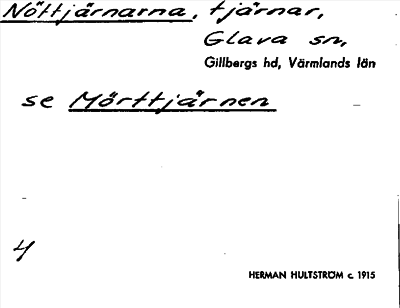 Nöttjärnarna, tjärnar,
Glava sn,
Gillbergs hd, Värmlands län
se Mörttjärnen
4
HERMAN HULTSTRÖM c. 1915